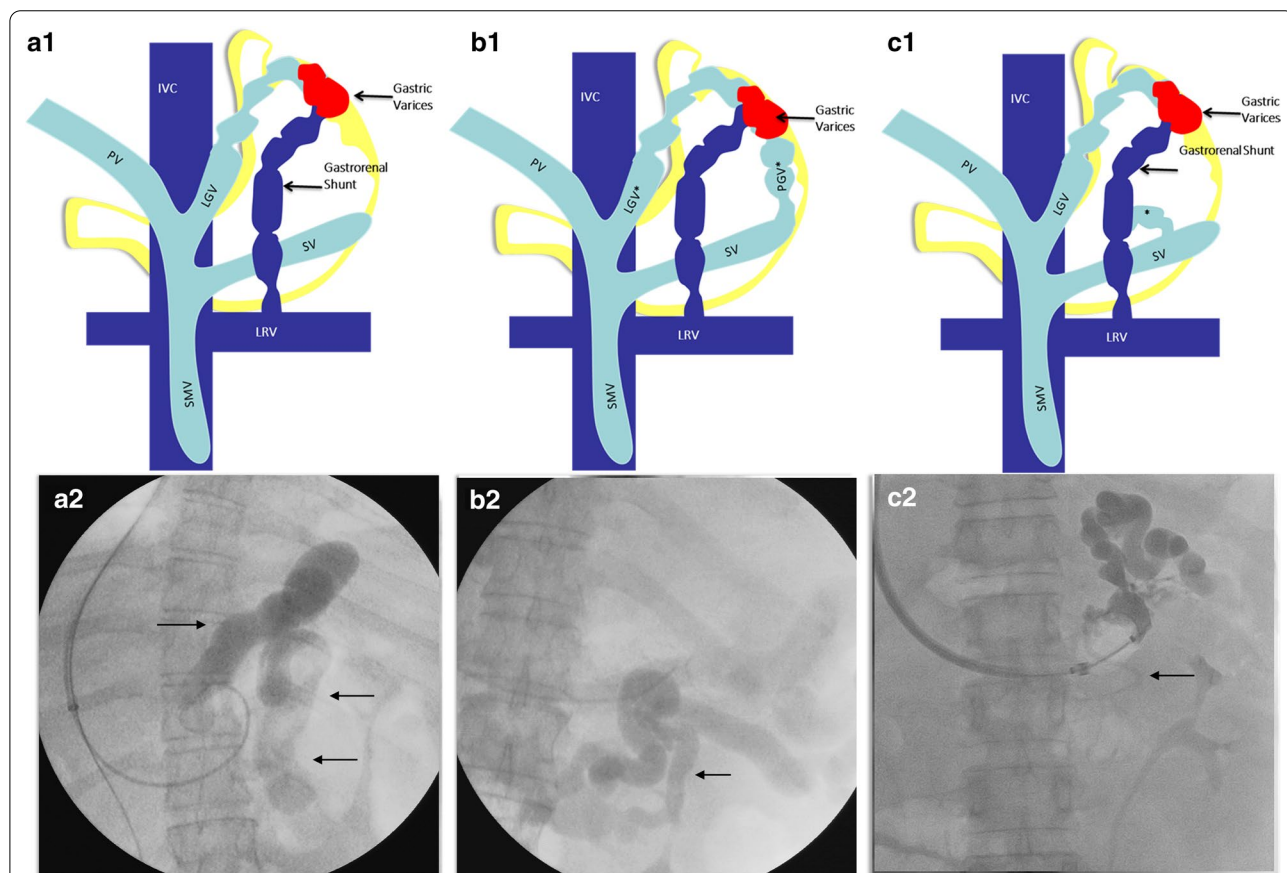 a1
IVC
PV
LGV
SV
SMV
LRV
Gastric
Varices
Gastrorenal
Shunt
b1
IVC
PV
LGV*
PGV*
SV
SMV
LRV
Gastric
Varices
c1
IVC
PV
LGV
*
SV
SMV
LRV
Gastric
Varices
Gastrorenal Shunt
a2
b2
c2